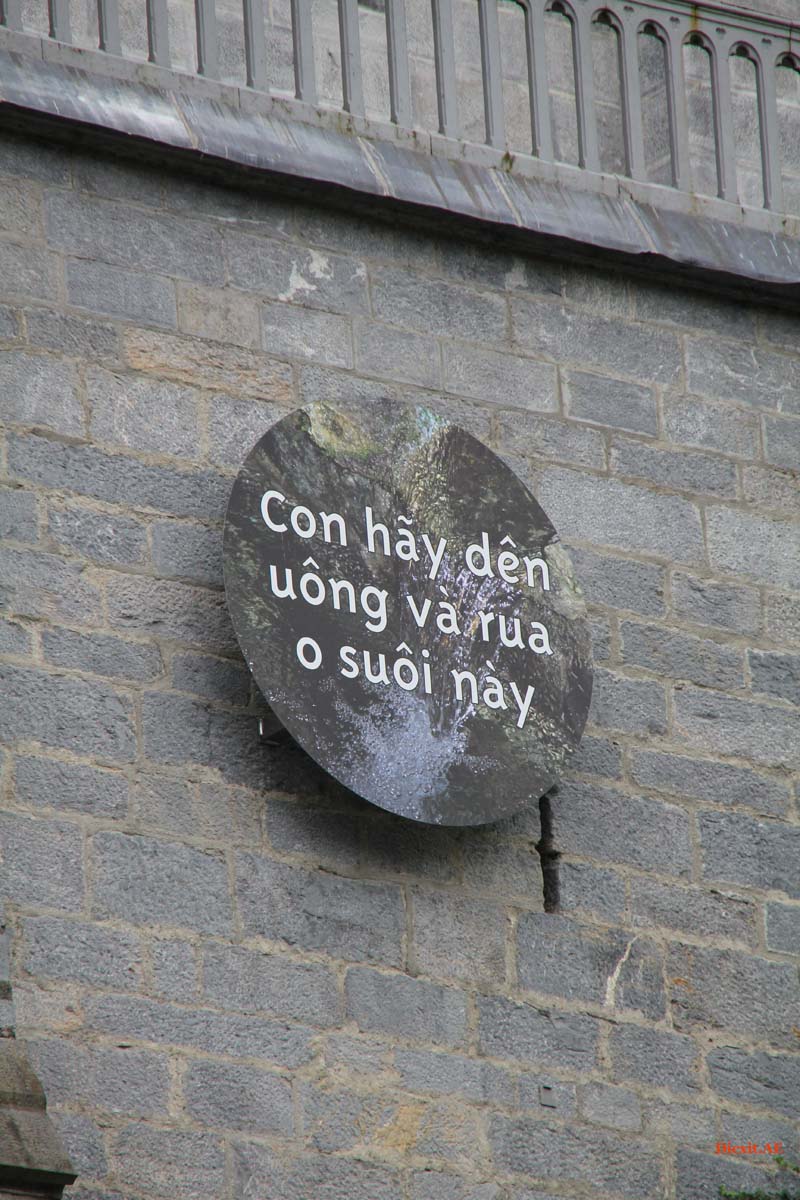 Con hãy dên
uông và rua
o suôi này